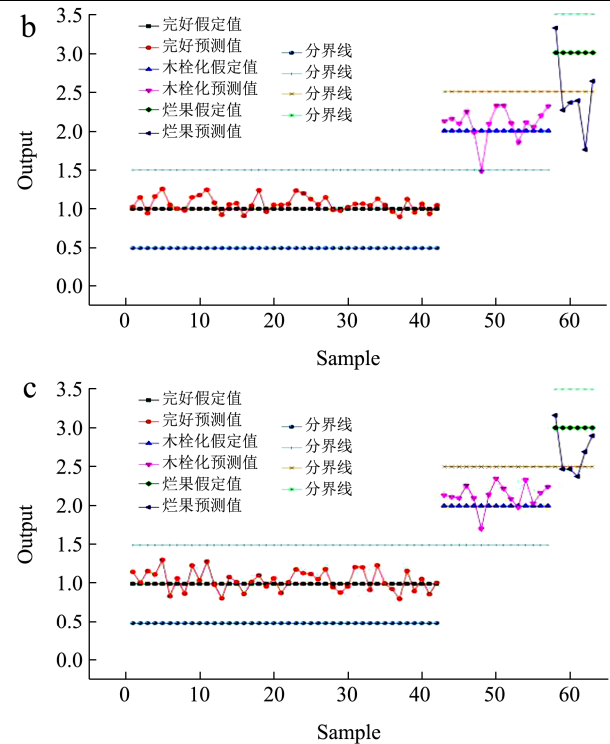 b
3.5
3.0
2.5
2.0
1.5
1.0
0.5
0.0
Output
完好假定值
完好预测值
木栓化假定值
木栓化预测值
烂果假定值
烂果预测值
分界线
分界线
分界线
分界线
0 10 20 30 40 50 60
Sample
c
3.5
3.0
2.5
2.0
1.5
1.0
0.5
0.0
Output
完好假定值
完好预测值
木栓化假定值
木栓化预测值
烂果假定值
烂果预测值
分界线
分界线
分界线
分界线
0 10 20 30 40 50 60
Sample